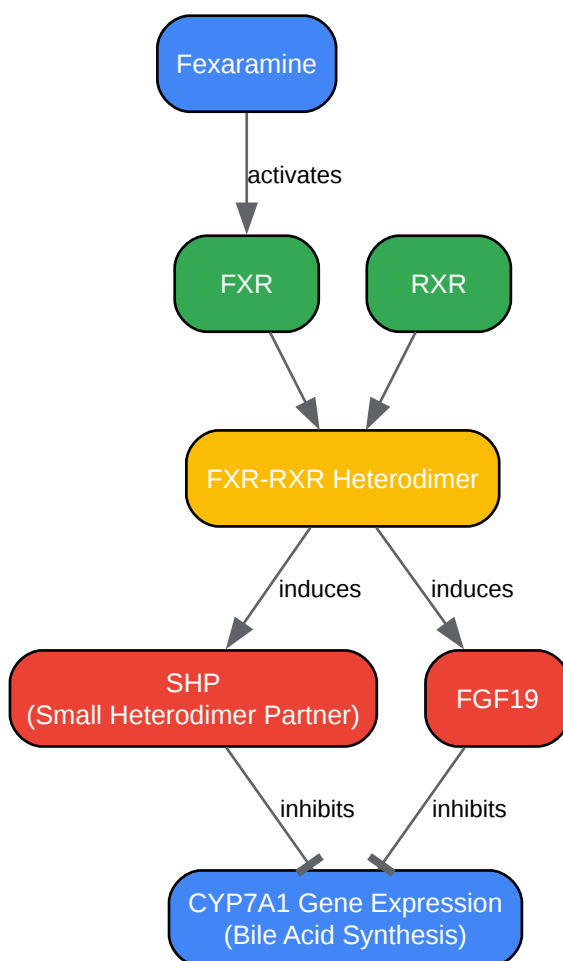 Fexaramine
activates
FXR
RXR
FXR-RXR Heterodimer
induces
induces
SHP
(Small Heterodimer Partner)
FGF19
inhibits
inhibits
CYP7A1 Gene Expression
(Bile Acid Synthesis)